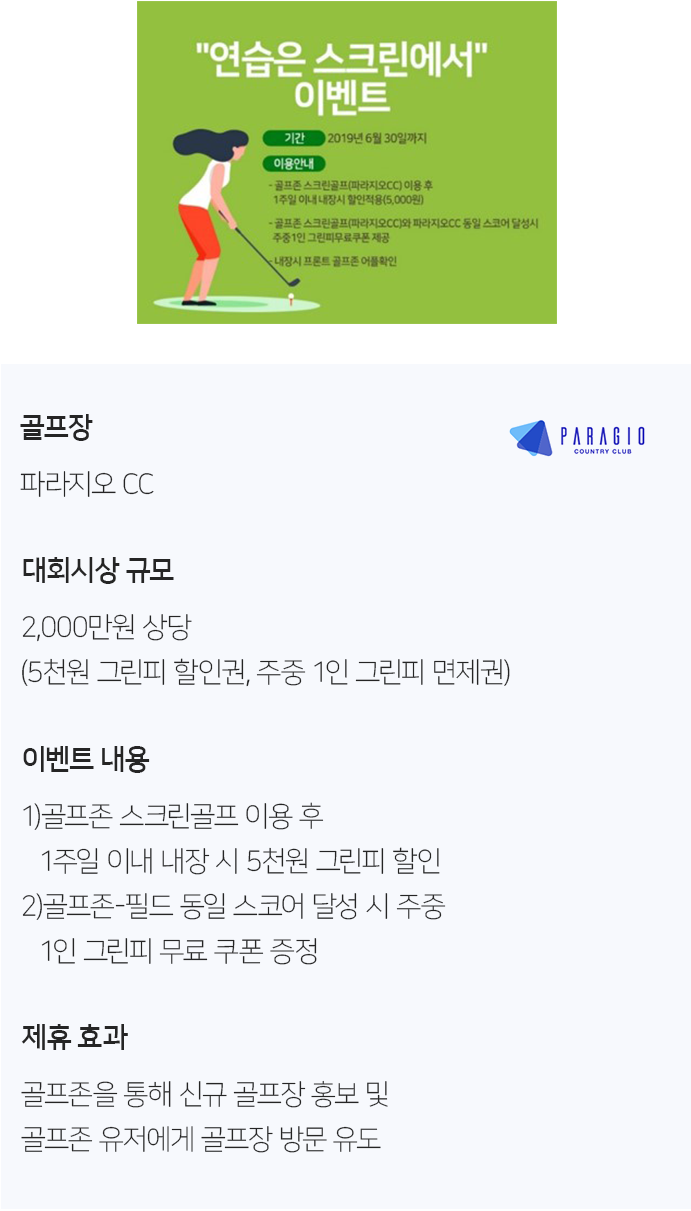 "연습은 스크린에서"
이벤트
기간 2019년 6월 30일까지
이용안내
- 골프존 스크린골프(파라지오CC) 이용 후
1주일 이내 내장시 할인적용(5,000원)
- 골프존 스크린골프(파라지오CC)와 파라지오CC 동일 스코어 달성시
주중1인 그린피무료쿠폰 제공
- 내장시 프론트 골프존 어플확인
골프장
PARAGIO
COUNTRY CLUB
파라지오 CC
대회시상 규모
2,000만원 상당
(5천원 그린피 할인권, 주중 1인 그린피 면제권)
이벤트 내용
1)골프존 스크린골프 이용 후
1주일 이내 내장 시 5천원 그린피 할인
2)골프존-필드 동일 스코어 달성 시 주중
1인 그린피 무료 쿠폰 증정
제휴 효과
골프존을 통해 신규 골프장 홍보 및
골프존 유저에게 골프장 방문 유도